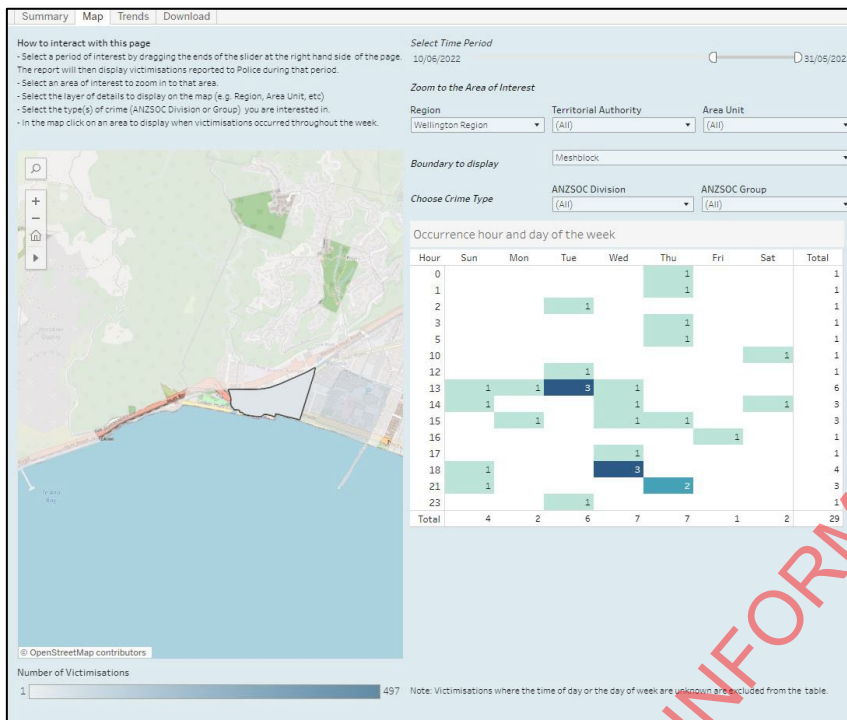 Summary Map Trends Download
How to interact with this page
- Select a period of interest by dragging the ends of the slider at the right hand side of the page.
The report will then display victimisations reported to Police during that period.
- Select an area of interest to zoom in to that area.
- Select the layer of details to display on the map (e.g. Region, Area Unit, etc)
- Select the type(s) of crime (ANZSOC Division or Group) you are interested in.
- In the map click on an area to display when victimisations occurred throughout the week.
Select Time Period
10/06/2022 31/05/202
Zoom to the Area of Interest
Region Territorial Authority Area Unit
Wellington Region (All) (All)
Boundary to display Meshblock
Choose Crime Type ANZSOC Division ANZSOC Group
(All) (All)
Occurrence hour and day of the week
Hour Sun Mon Tue Wed Thu Fri Sat Total
0 1 1
1 1 1
2 1 1
3 1 1
5 1 1
10 1 1
12 1 1
13 1 1 3 1 6
14 1 1 1 3
15 1 1 1 3
16 1 1
17 1 1
18 1 3 4
21 1 2 3
23 1 1
Total 4 2 6 7 7 1 2 29
© OpenStreetMap contributors
Number of Victimisations
1 497
Note: Victimisations where the time of day or the day of week are unknown are excluded from the table.
INFORM